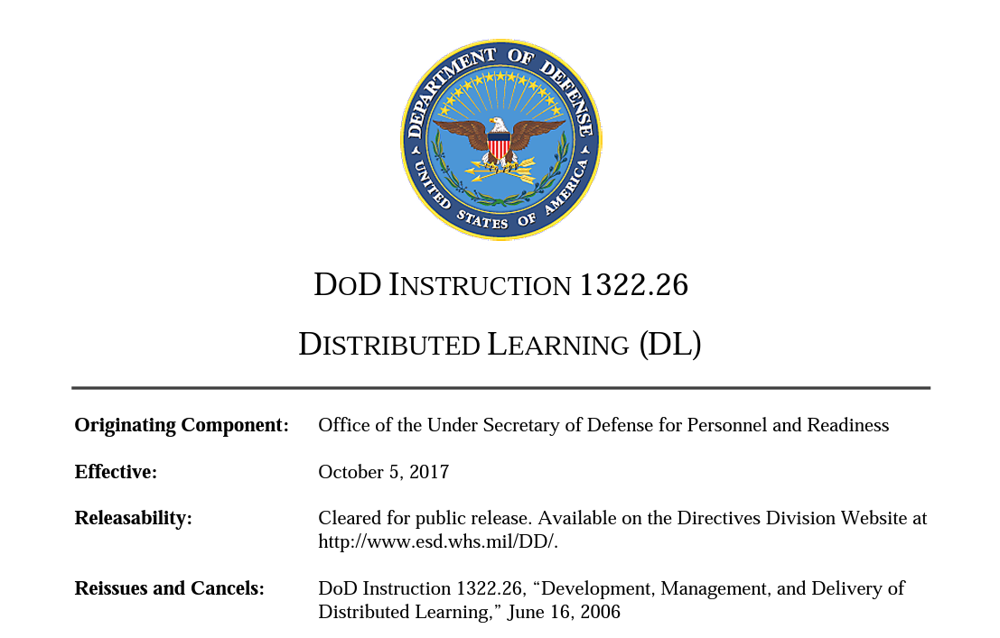 DEPARTMENT OF DEFENSE
UNITED STATES OF AMERICA
DOD INSTRUCTION 1322.26
DISTRIBUTED LEARNING (DL)
Originating Component: Office of the Under Secretary of Defense for Personnel and Readiness
Effective: October 5, 2017
Releasability: Cleared for public release. Available on the Directives Division Website at
http://www.esd.whs.mil/DD/.
Reissues and Cancels: DoD Instruction 1322.26, “Development, Management, and Delivery of
Distributed Learning,” June 16, 2006